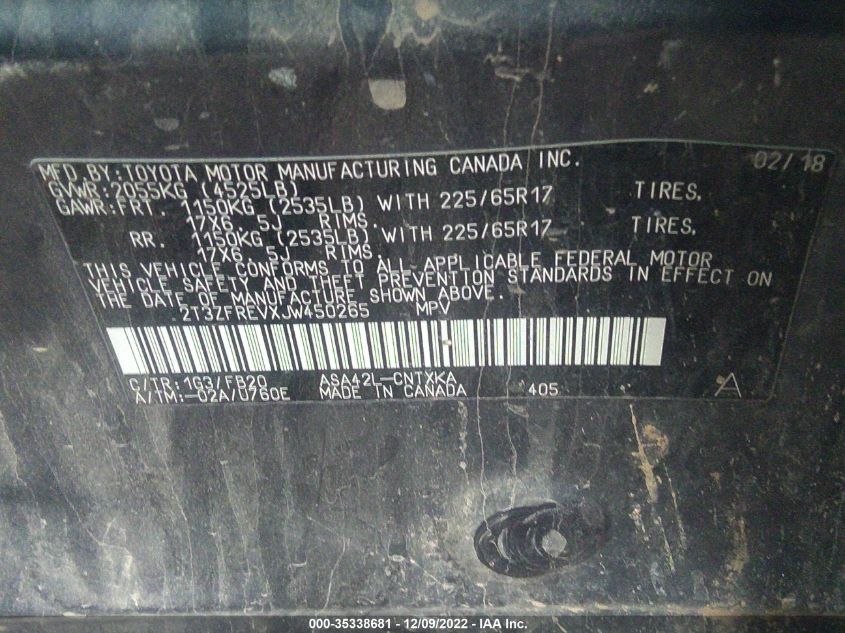 MFD.BY:TOYOTA MOTOR MANUFACTURING CANADA INC. 02/18
GVWR:2055KG (4525LB)
GAWR:FRT. 1150KG (2535LB) WITH 225/65R17 TIRES,
17X6. 5J RIMS.
RR. 1150KG (2535LB) WITH 225/65R17 TIRES,
17X6. 5J RIMS.
THIS VEHICLE CONFORMS TO ALL APPLICABLE FEDERAL MOTOR
VEHICLE SAFETY AND THEFT PREVENTION STANDARDS IN EFFECT ON
THE DATE OF MANUFACTURE SHOWN ABOVE.
2T3ZFREVXJW450265 MPV
C/TR:1G3/FB20 ASA42L-CNTXKA
A/TM:-02A/U760E MADE IN CANADA 405 A
000-35338681 - 12/09/2022 - IAA Inc.